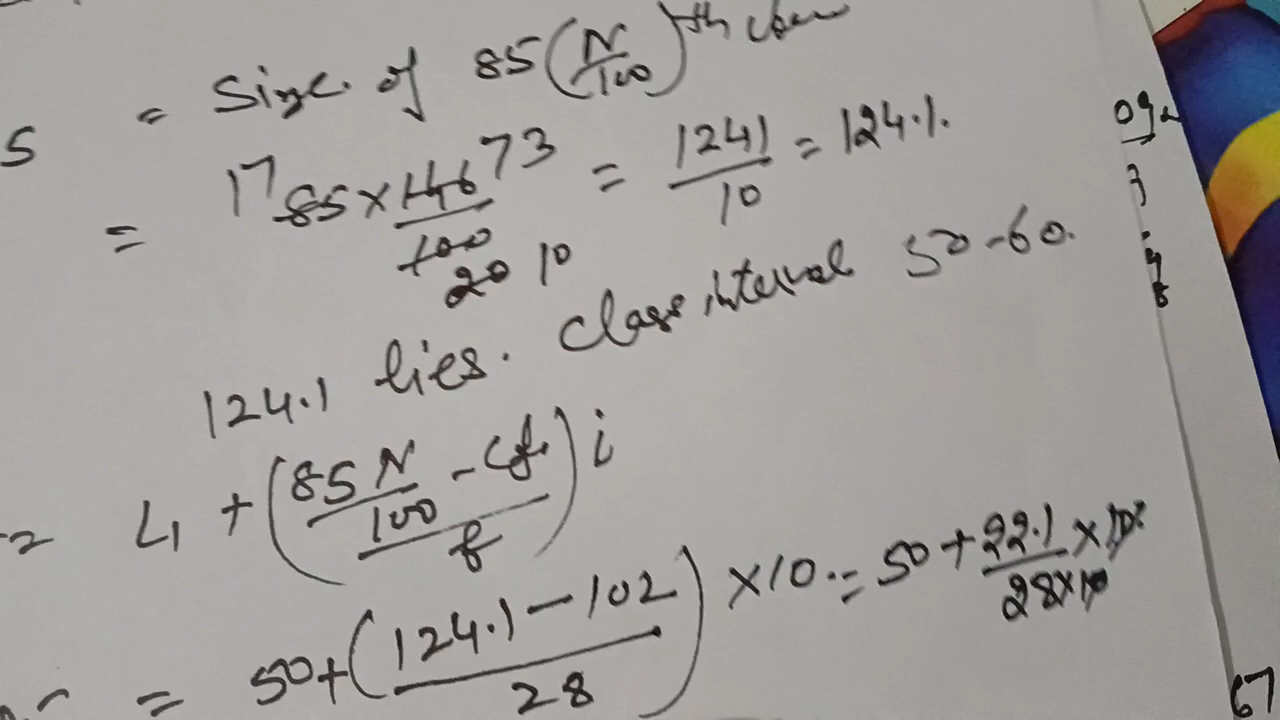 S = Size. of 85(N/100)th
= 17 85 × 146 73 / 100 20 10 = 1241/10 = 124.1.
124.1 lies. Class interval 50-60.
= L1 + (85N/100 - cf. / f) i
= 50+(124.1 - 102 / 28) ×10. = 50 + 22.1 × 10 / 28×10
3
67